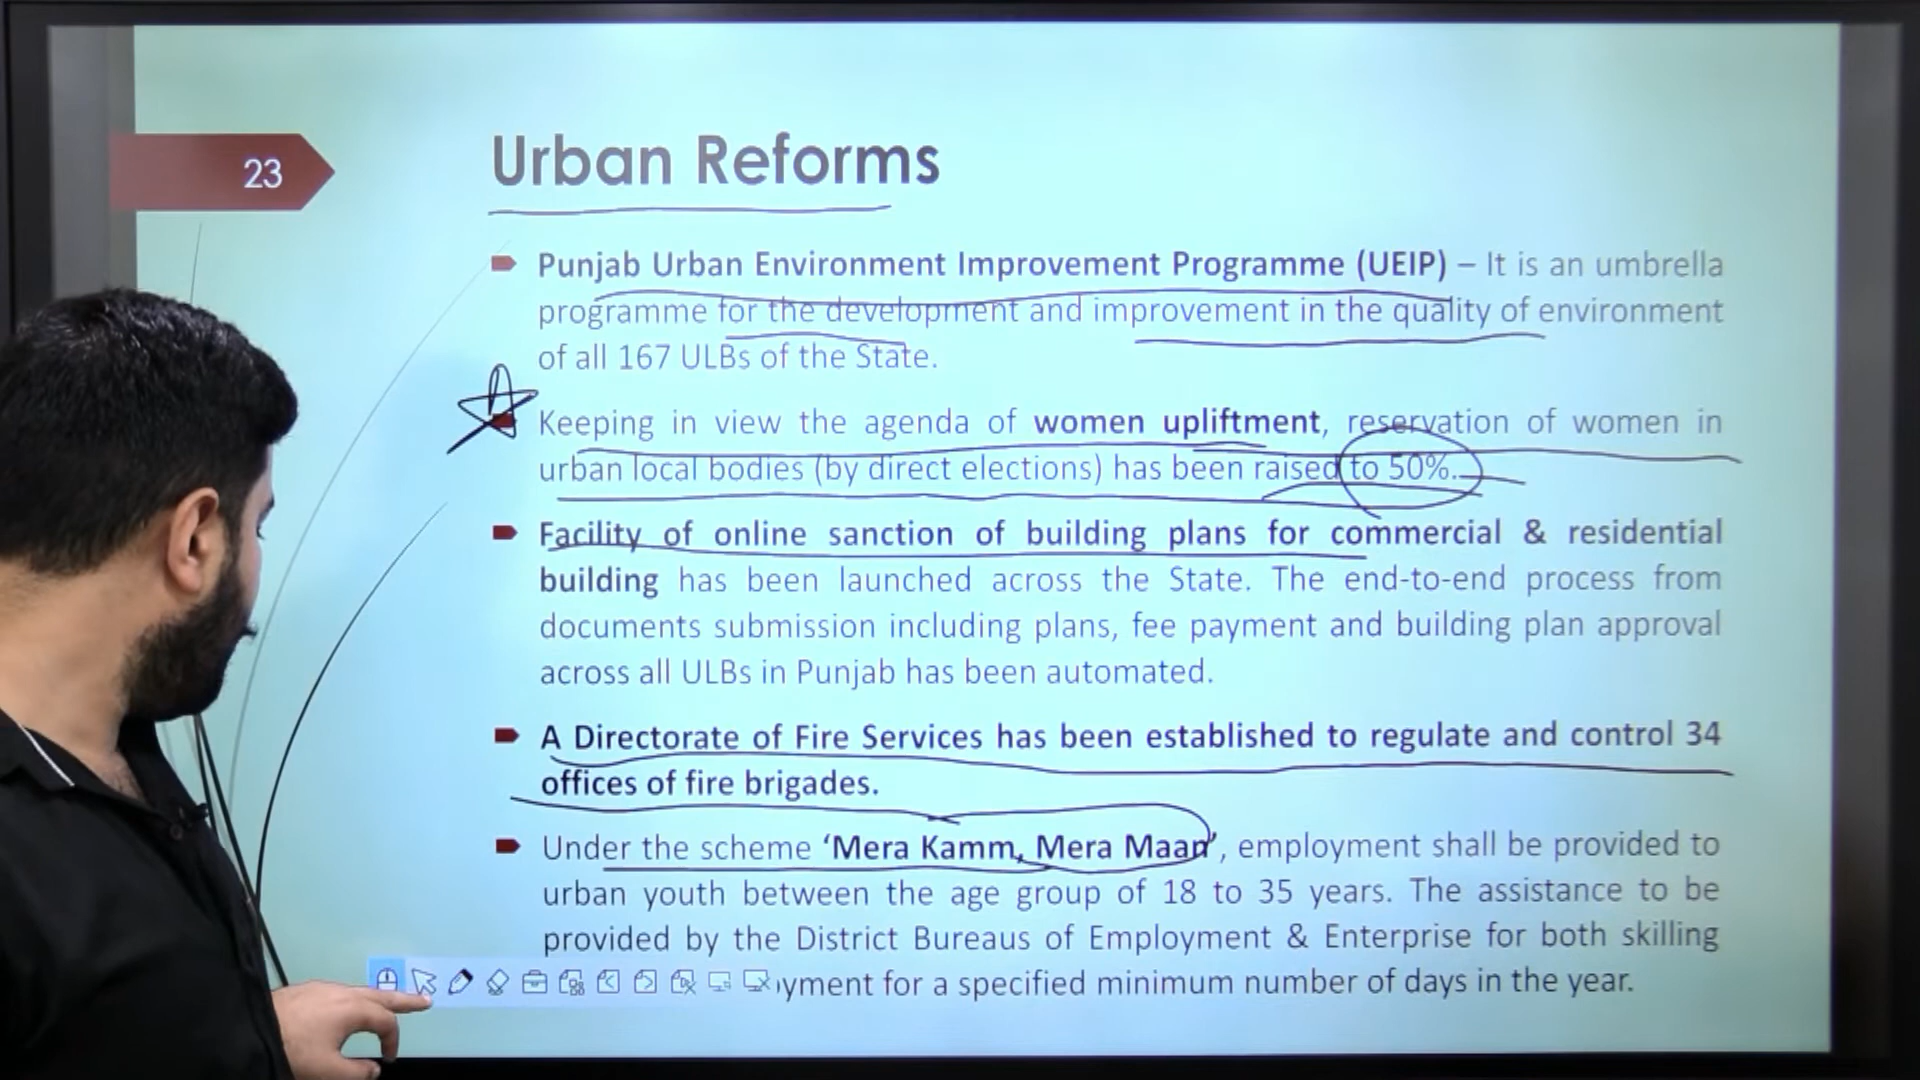 23
Urban Reforms
Punjab Urban Environment Improvement Programme (UEIP) – It is an umbrella
programme for the development and improvement in the quality of environment
of all 167 ULBs of the State.
Keeping in view the agenda of women upliftment, reservation of women in
urban local bodies (by direct elections) has been raised to 50%.
Facility of online sanction of building plans for commercial & residential
building has been launched across the State. The end-to-end process from
documents submission including plans, fee payment and building plan approval
across all ULBs in Punjab has been automated.
A Directorate of Fire Services has been established to regulate and control 34
offices of fire brigades.
Under the scheme ‘Mera Kamm, Mera Maan’, employment shall be provided to
urban youth between the age group of 18 to 35 years. The assistance to be
provided by the District Bureaus of Employment & Enterprise for both skilling
yment for a specified minimum number of days in the year.